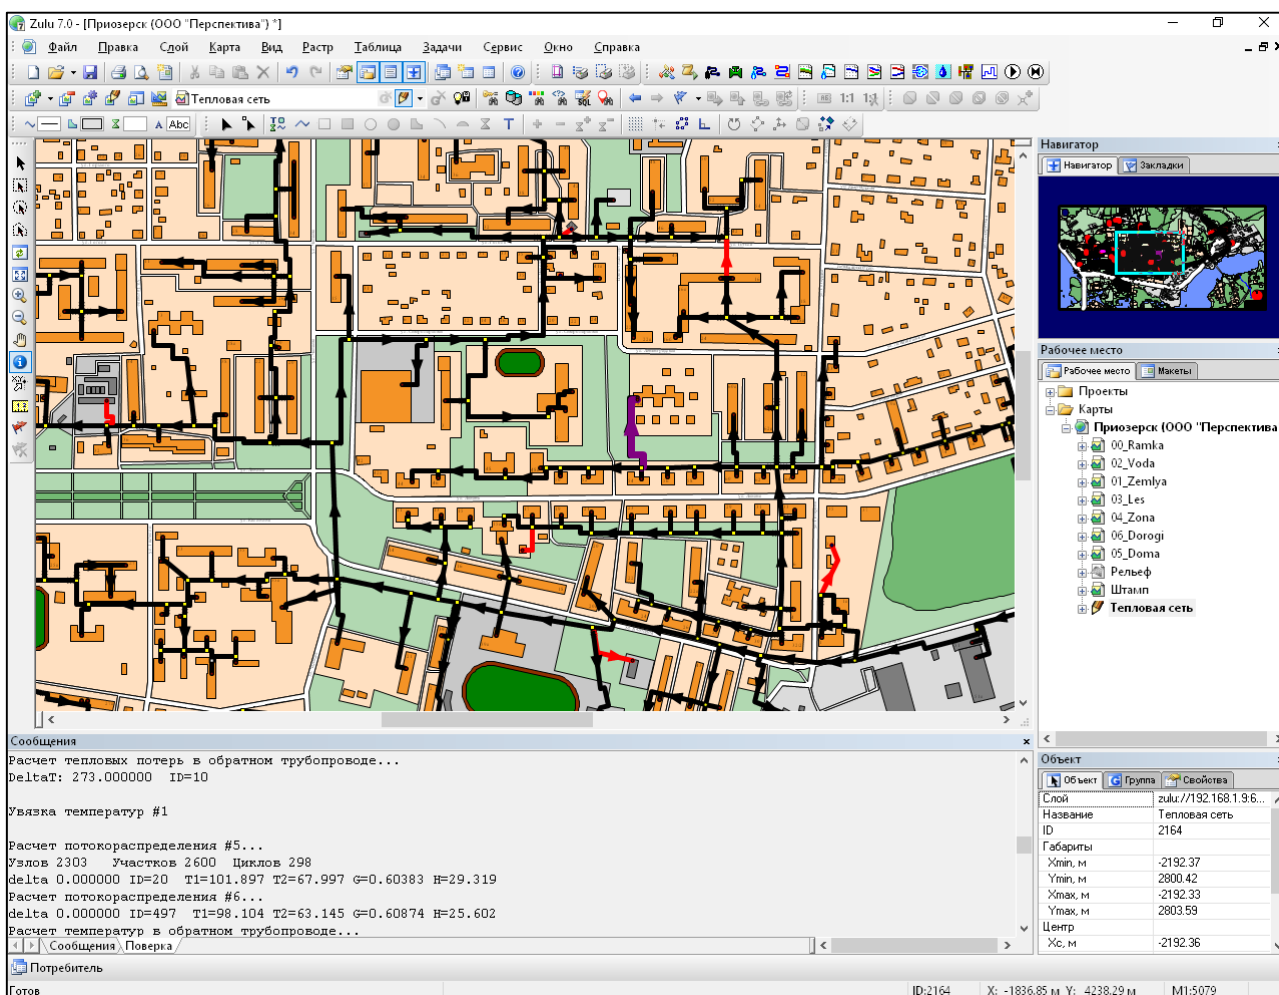 Zulu 7.0 - [Приозерск (ООО "Перспектива") *]
Файл Правка Слой Карта Вид Растр Таблица Задачи Сервис Окно Справка
Тепловая сеть
SQL 1:1
Abc T
Навигатор
Навигатор Закладки
Рабочее место
Рабочее место Макеты
Проекты
Карты
Приозерск (ООО "Перспектива
00_Ramka
02_Voda
01_Zemlya
03_Les
04_Zona
06_Dorogi
05_Doma
Рельеф
Штамп
Тепловая сеть
Сообщения
Расчет тепловых потерь в обратном трубопроводе...
DeltaT: 273.000000 ID=10
Увязка температур #1
Расчет потокораспределения #5...
Узлов 2303 Участков 2600 Циклов 298
delta 0.000000 ID=20 T1=101.897 T2=67.997 G=0.60383 H=29.319
Расчет потокораспределения #6...
delta 0.000000 ID=497 T1=98.104 T2=63.145 G=0.60874 H=25.602
Расчет температур в обратном трубопроводе...
Сообщения Поверка
Объект
Объект Группа Свойства
Слой zulu://192.168.1.9:6...
Название Тепловая сеть
ID 2164
Габариты
Xmin, м -2192.37
Ymin, м 2800.42
Xmax, м -2192.33
Ymax, м 2803.59
Центр
Xc, м -2192.36
Потребитель
Готов ID:2164 X: -1836.85 м Y: 4238.29 м М1:5079